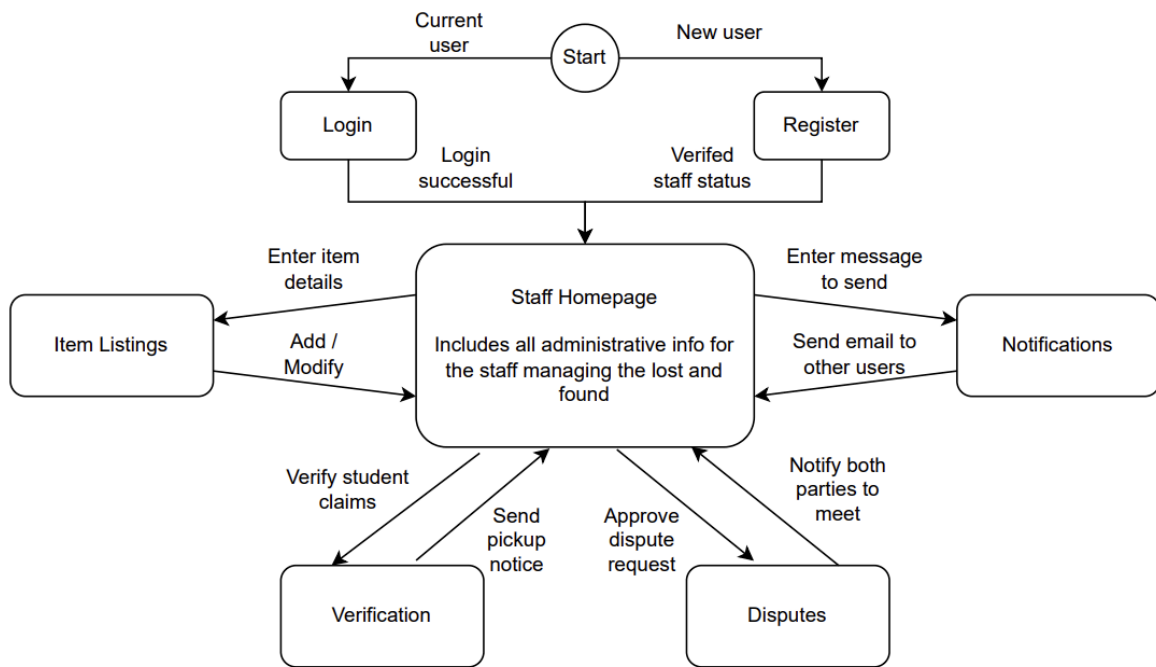 Current
user
Start
New user
Login
Register
Login
successful
Verifed
staff status
Enter item
details
Enter message
to send
Staff Homepage
Includes all administrative info for
the staff managing the lost and
found
Item Listings
Add /
Modify
Send email to
other users
Notifications
Verify student
claims
Send
pickup
notice
Approve
dispute
request
Notify both
parties to
meet
Verification
Disputes